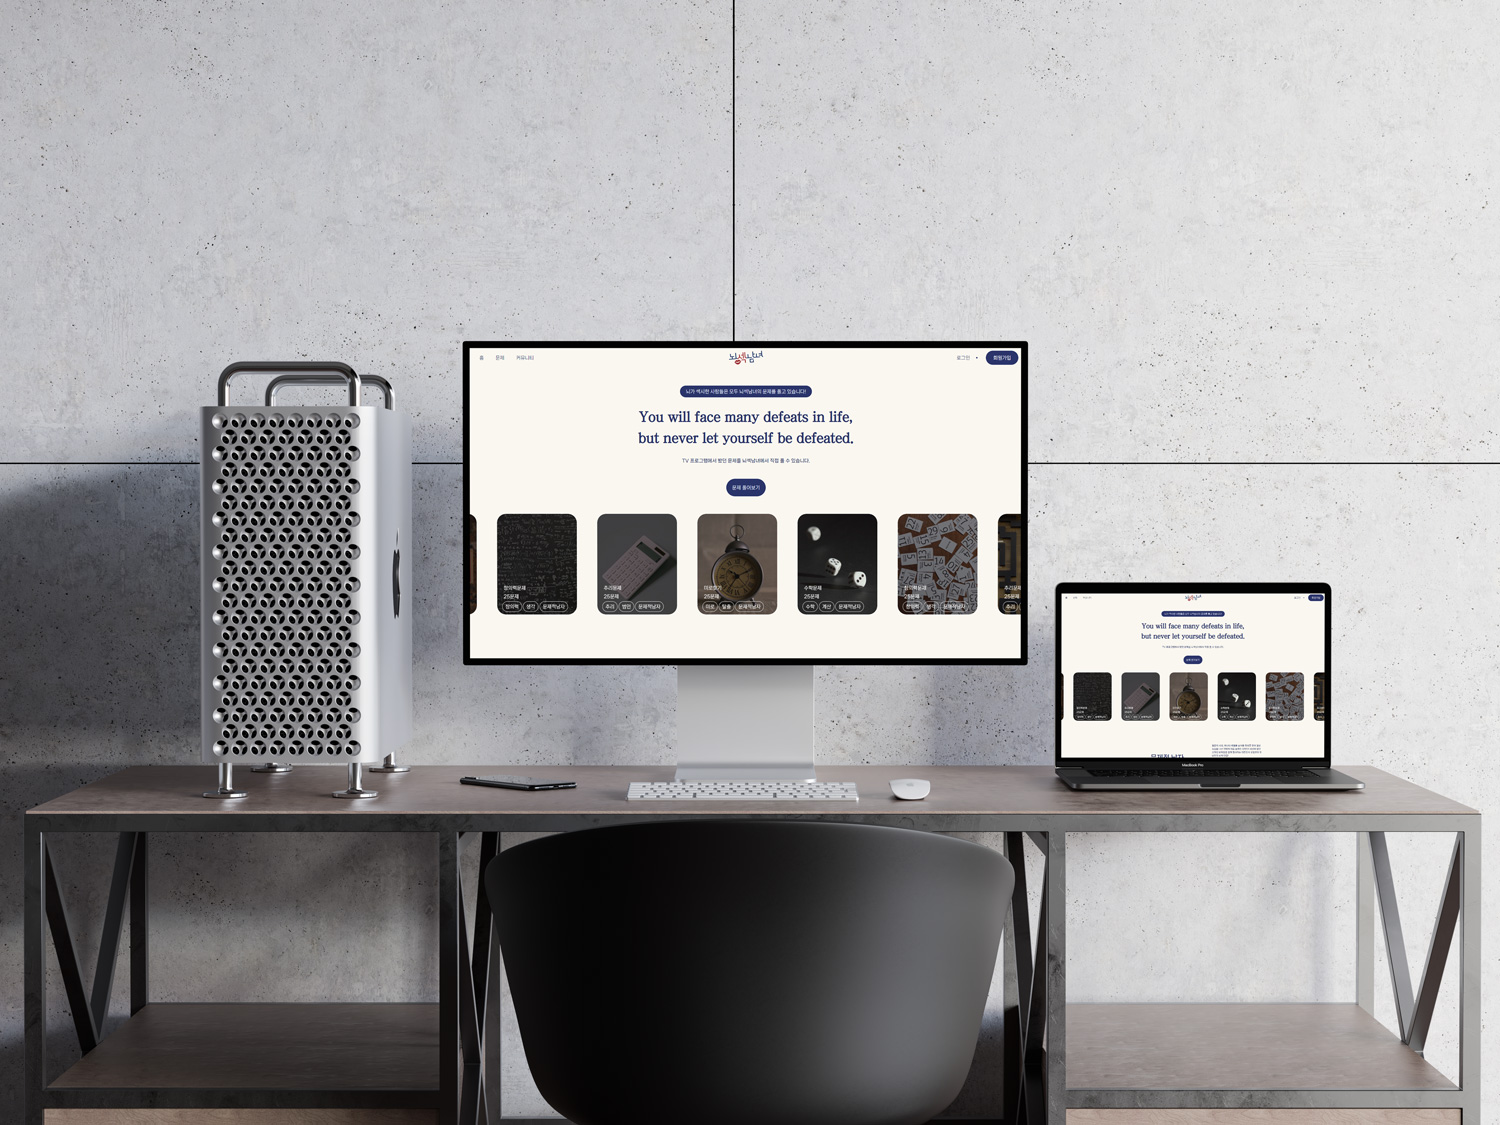 홈 문제 커뮤니티
뇌섹남녀
로그인 • 회원가입
뇌가 섹시한 사람들은 모두 뇌섹남녀의 문제를 풀고 있습니다!
You will face many defeats in life,
but never let yourself be defeated.
TV 프로그램에서 봤던 문제를 뇌섹남녀에서 직접 풀 수 있습니다.
문제 풀어보기
창의력문제
25문제
창의력 생각 문제적남자
추리문제
25문제
추리 범인 문제적남자
미로찾기
25문제
미로 탈출 문제적남자
수학문제
25문제
수학 계산 문제적남자
창의력문제
25문제
창의력 생각 문제적남자
추리문제
25문제
추리
You will face many defeats in life,
but never let yourself be defeated.
MacBook Pro